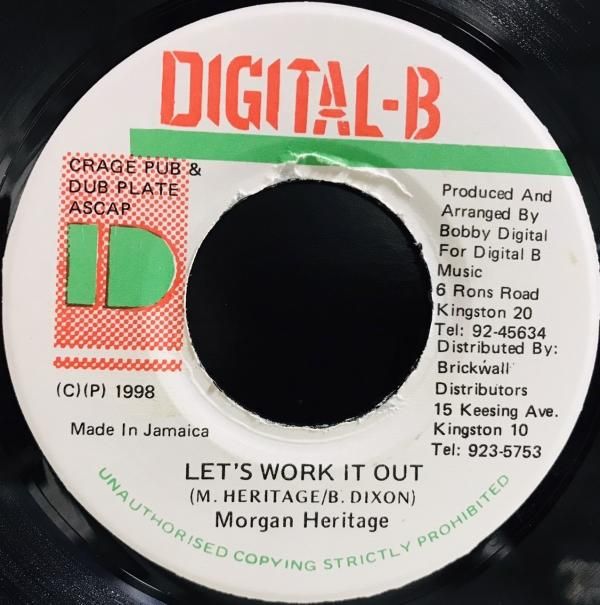 DIGITAL-B
CRAGE PUB &
DUB PLATE
ASCAP
D
(C)(P) 1998
Made In Jamaica
Produced And
Arranged By
Bobby Digital
For Digital B
Music
6 Rons Road
Kingston 20
Tel: 92-45634
Distributed By:
Brickwall
Distributors
15 Keesing Ave.
Kingston 10
Tel: 923-5753
LET'S WORK IT OUT
(M. HERITAGE/B. DIXON)
Morgan Heritage
UNAUTHORISED COPYING STRICTLY PROHIBITED